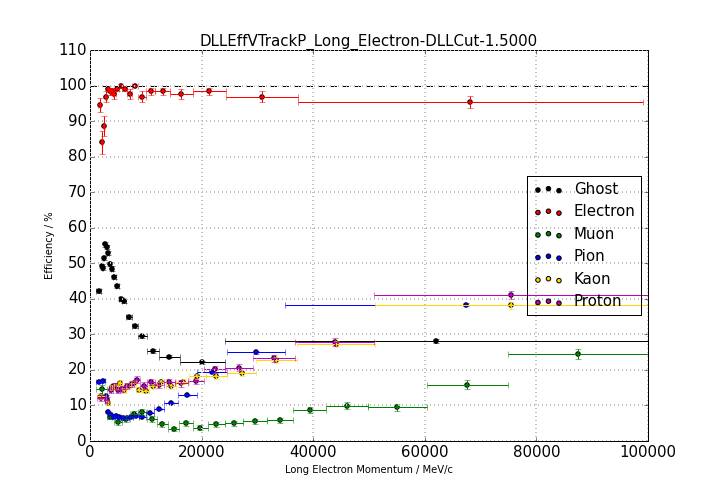 DLLEffVTrackP_Long_Electron-DLLCut-1.5000
110
100
90
80
70
60
50
40
30
20
10
0
Efficiency / %
Ghost
Electron
Muon
Pion
Kaon
Proton
0 20000 40000 60000 80000 100000
Long Electron Momentum / MeV/c